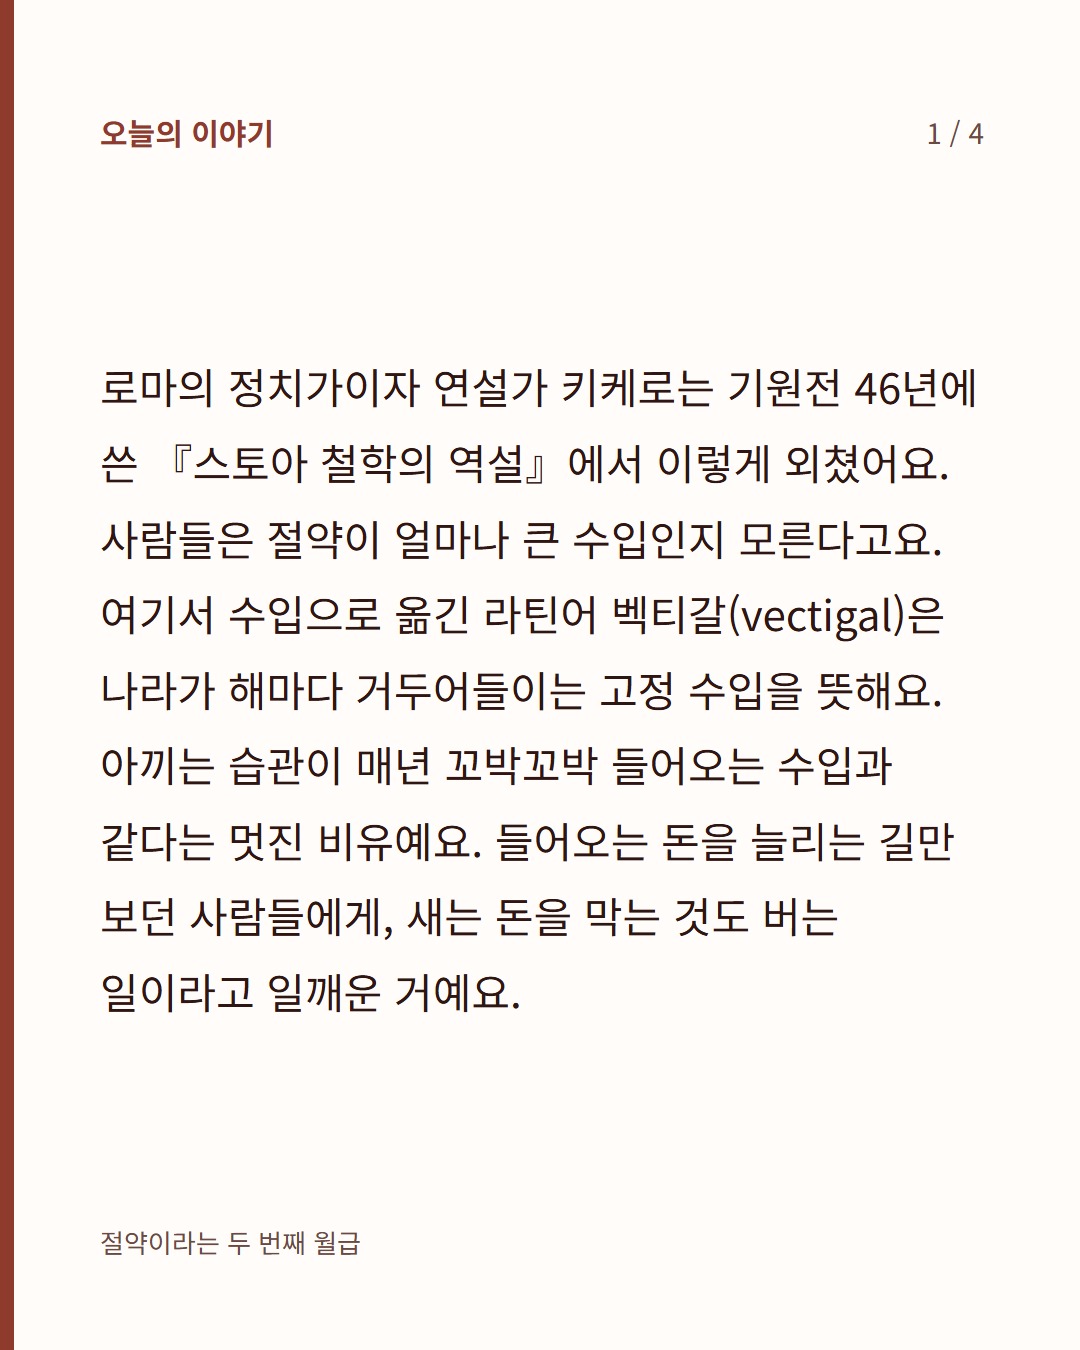 오늘의 이야기
1 / 4
로마의 정치가이자 연설가 키케로는 기원전 46년에
쓴 『스토아 철학의 역설』에서 이렇게 외쳤어요.
사람들은 절약이 얼마나 큰 수입인지 모른다고요.
여기서 수입으로 옮긴 라틴어 벡티갈(vectigal)은
나라가 해마다 거두어들이는 고정 수입을 뜻해요.
아끼는 습관이 매년 꼬박꼬박 들어오는 수입과
같다는 멋진 비유예요. 들어오는 돈을 늘리는 길만
보던 사람들에게, 새는 돈을 막는 것도 버는
일이라고 일깨운 거예요.
절약이라는 두 번째 월급